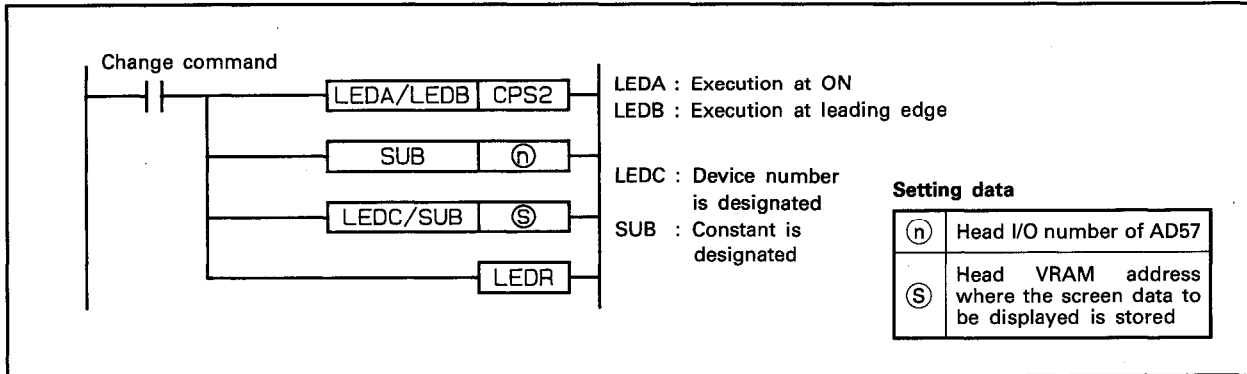 Change command
LEDA/LEDB CPS2
SUB ⓝ
LEDC/SUB Ⓢ
LEDR
LEDA : Execution at ON
LEDB : Execution at leading edge
LEDC : Device number
is designated
SUB : Constant is
designated
Setting data
ⓝ Head I/O number of AD57
Ⓢ Head VRAM address
where the screen data to
be displayed is stored